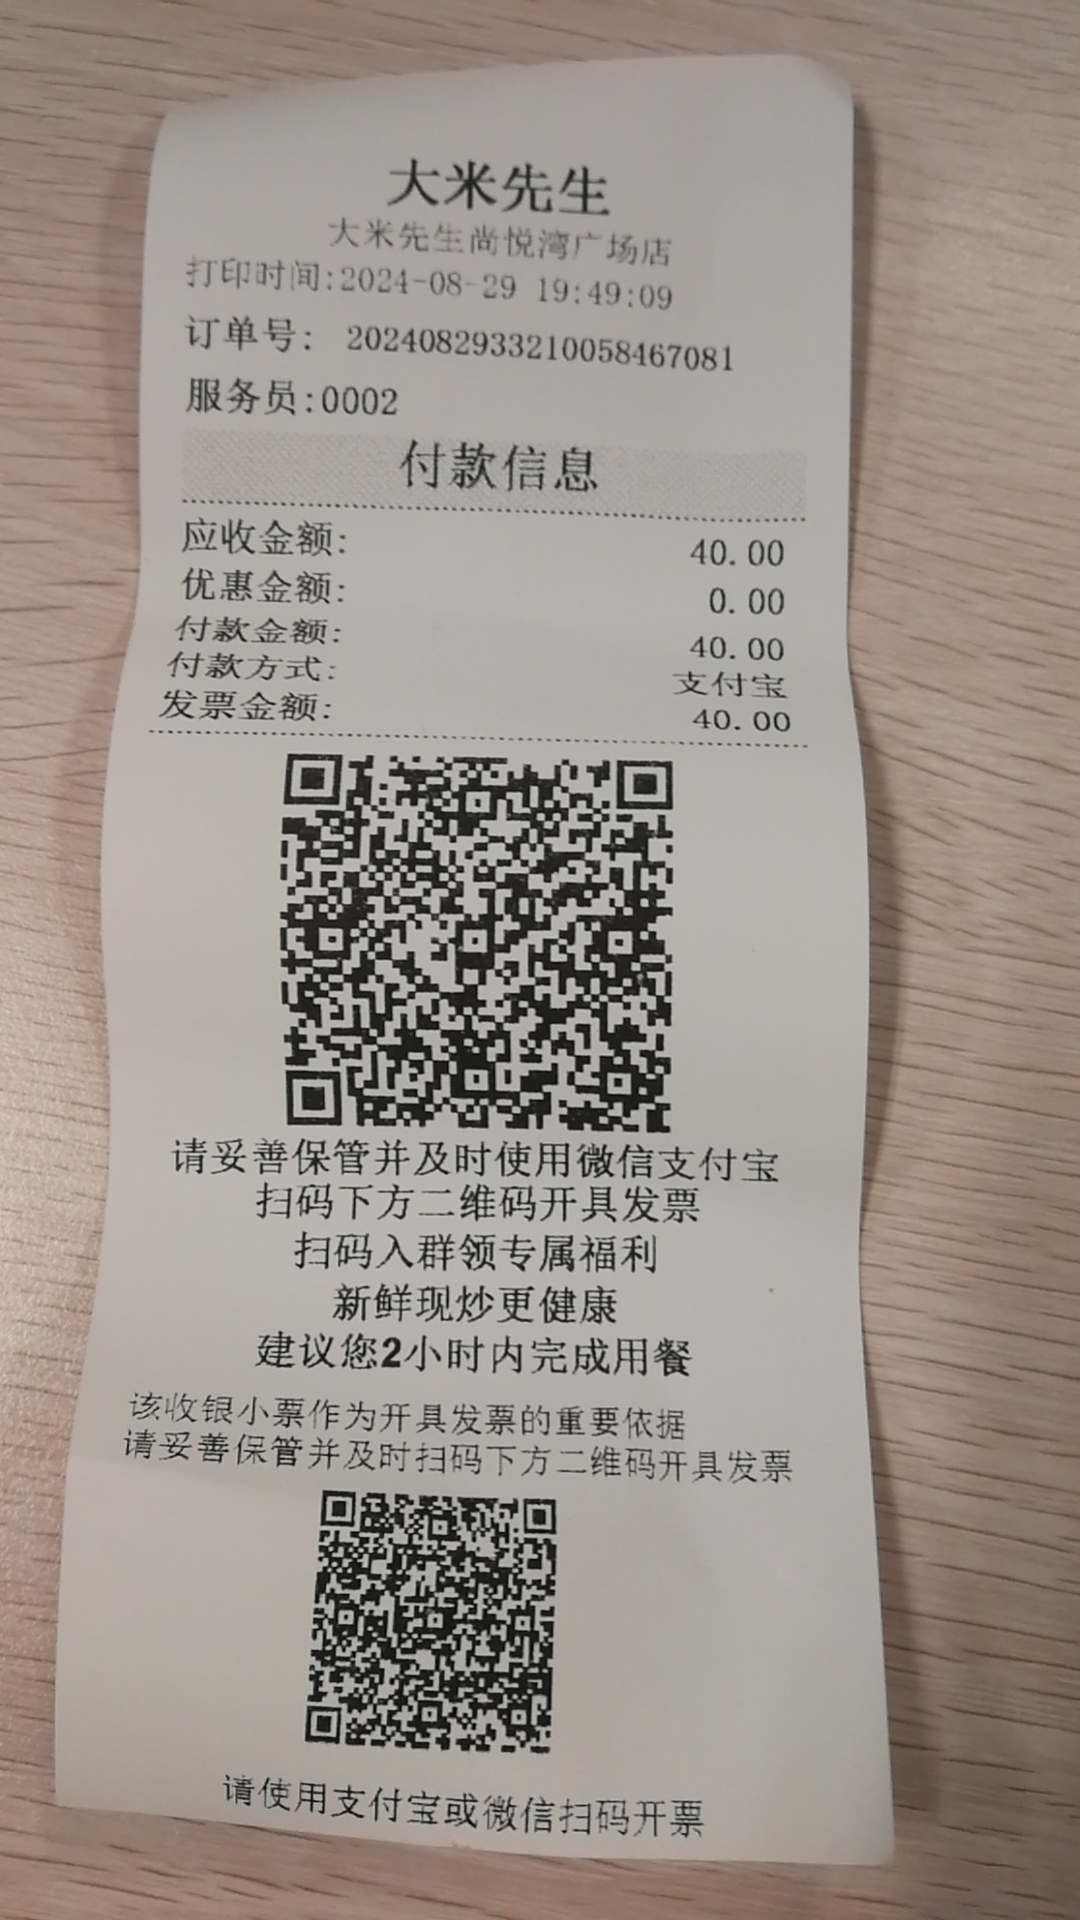 大米先生
大米先生尚悦湾广场店
打印时间:2024-08-29 19:49:09
订单号: 2024082933210058467081
服务员:0002
付款信息
应收金额: 40.00
优惠金额: 0.00
付款金额: 40.00
付款方式: 支付宝
发票金额: 40.00
请妥善保管并及时使用微信支付宝
扫码下方二维码开具发票
扫码入群领专属福利
新鲜现炒更健康
建议您2小时内完成用餐
该收银小票作为开具发票的重要依据
请妥善保管并及时扫码下方二维码开具发票
请使用支付宝或微信扫码开票